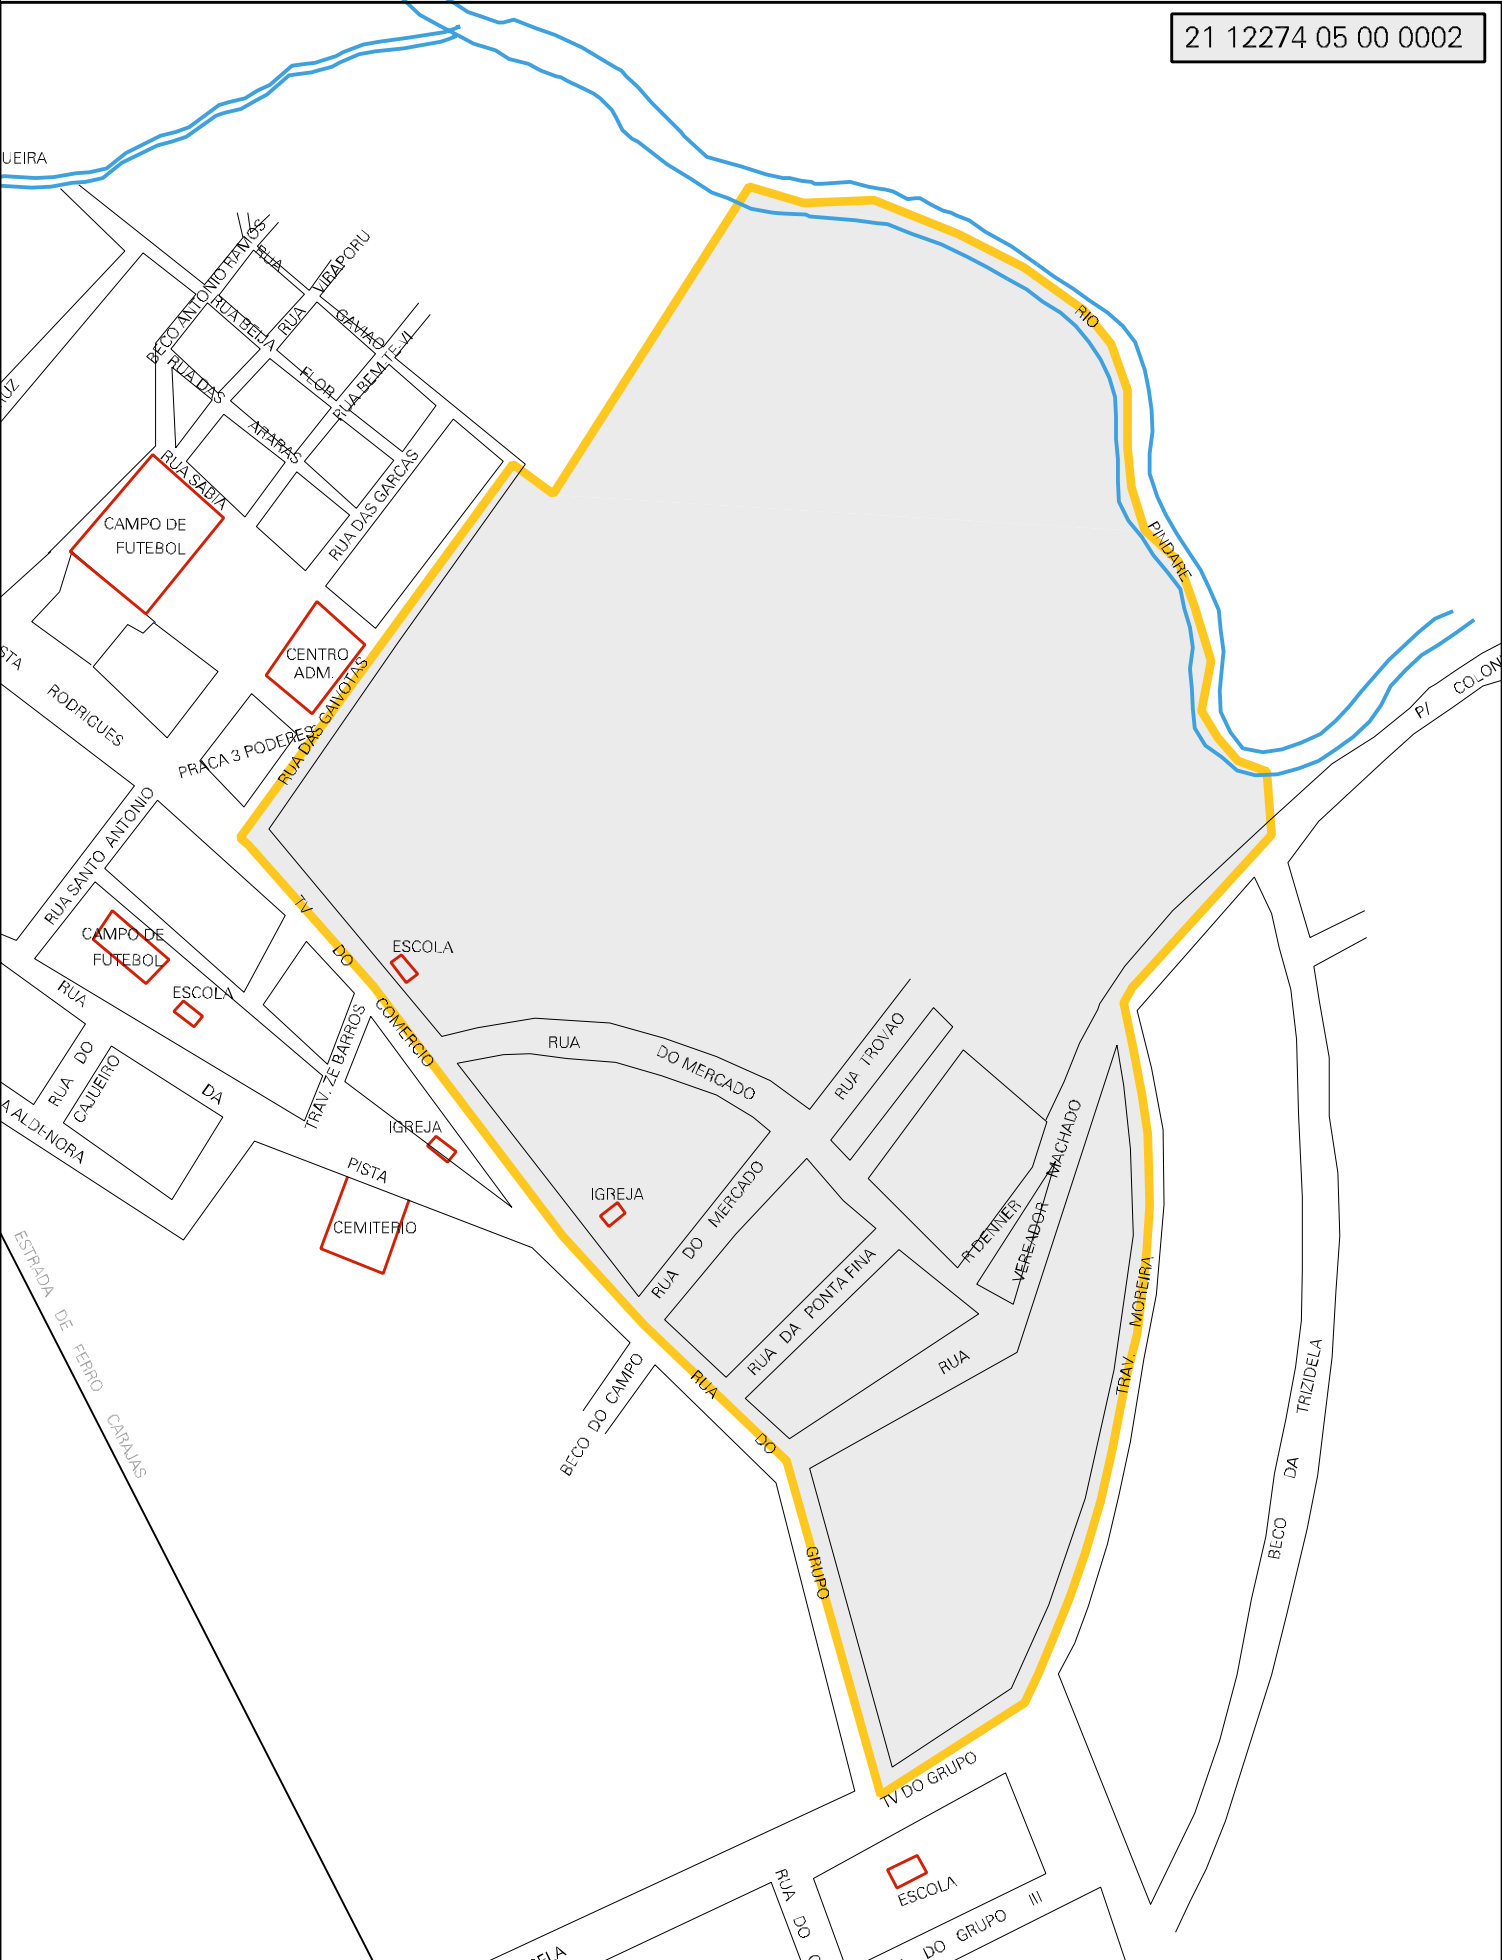 21 12274 05 00 0002
UEIRA
BECO ANTONIO RAMOS
RUA
GAVIAO
RUA
VIRAPORU
RUA BEIJA
FLOR
RUA BEM-TE-VI
RUA DAS
ARARAS
RUA SABIA
RUA DAS GARCAS
CAMPO DE
FUTEBOL
RIO
PINDARE
CENTRO
ADM.
RUA DAS GAIVOTAS
PRACA 3 PODERES
RODRIGUES
P/
RUA SANTO ANTONIO
CAMPO DE
FUTEBOL
ESCOLA
TV
DO
COMERCIO
ESCOLA
RUA
DA
PISTA
RUA DO
CAJUEIRO
TRAV. ZE BARROS
IGREJA
CEMITERIO
RUA
DO MERCADO
RUA TROVAO
IGREJA
RUA DO MERCADO
RUA DA PONTA FINA
R DENNER
RUA
VEREADOR
MACHADO
TRAV. MOREIRA
BECO DA TRIZIDELA
BECO DO CAMPO
RUA
DO
GRUPO
ESTRADA DE FERRO CARAJAS
TV DO GRUPO
ESCOLA
RUA DO
DO GRUPO III